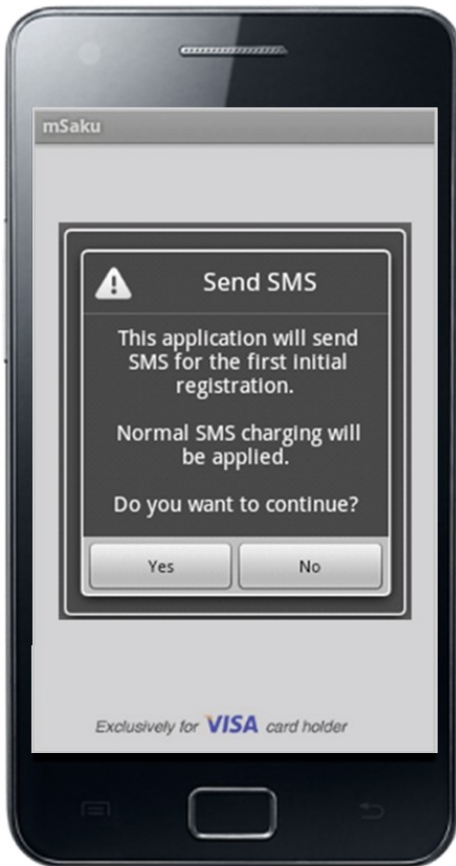 mSaku
Send SMS
This application will send
SMS for the first initial
registration.
Normal SMS charging will
be applied.
Do you want to continue?
Yes
No
Exclusively for VISA card holder